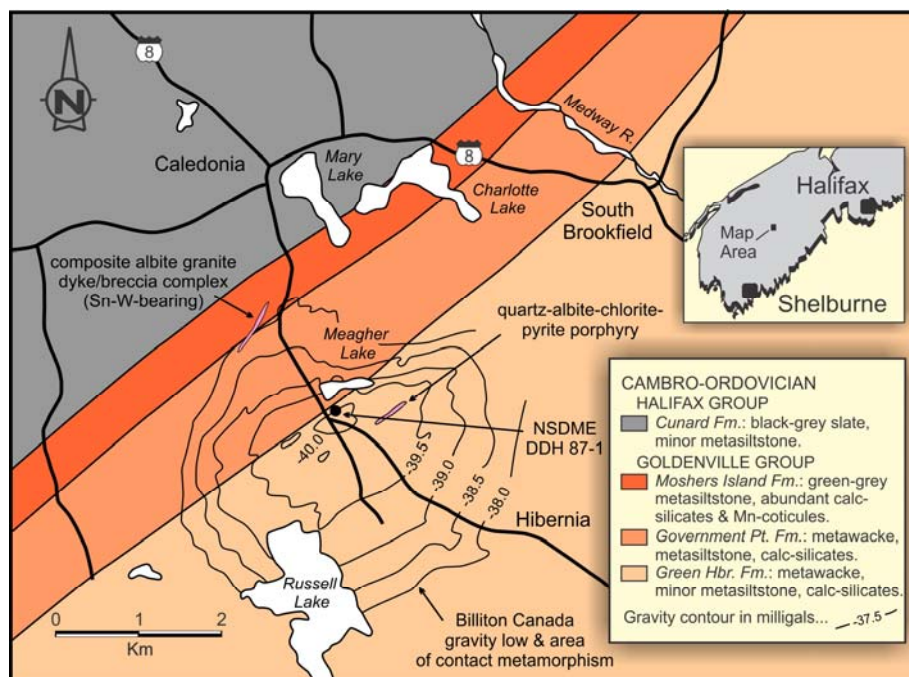 8
N
Medway R.
Caledonia
Mary
Lake
8
Charlotte
Lake
South
Brookfield
Halifax
Map
Area
Shelburne
composite albite granite
dyke/breccia complex
(Sn-W-bearing)
quartz-albite-chlorite-
pyrite porphyry
Meagher
Lake
NSDME
DDH 87-1
-40.0
-39.5
-39.0
-38.5
-38.0
Hibernia
Russell
Lake
0 1 2
Km
Billiton Canada
gravity low & area
of contact metamorphism
CAMBRO-ORDOVICIAN
HALIFAX GROUP
Cunard Fm.: black-grey slate,
minor metasiltstone.
GOLDENVILLE GROUP
Moshers Island Fm.: green-grey
metasiltstone, abundant calc-
silicates & Mn-coticules.
Government Pt. Fm.: metawacke,
metasiltstone, calc-silicates.
Green Hbr. Fm.: metawacke,
minor metasiltstone, calc-silicates.
Gravity contour in milligals... -37.5